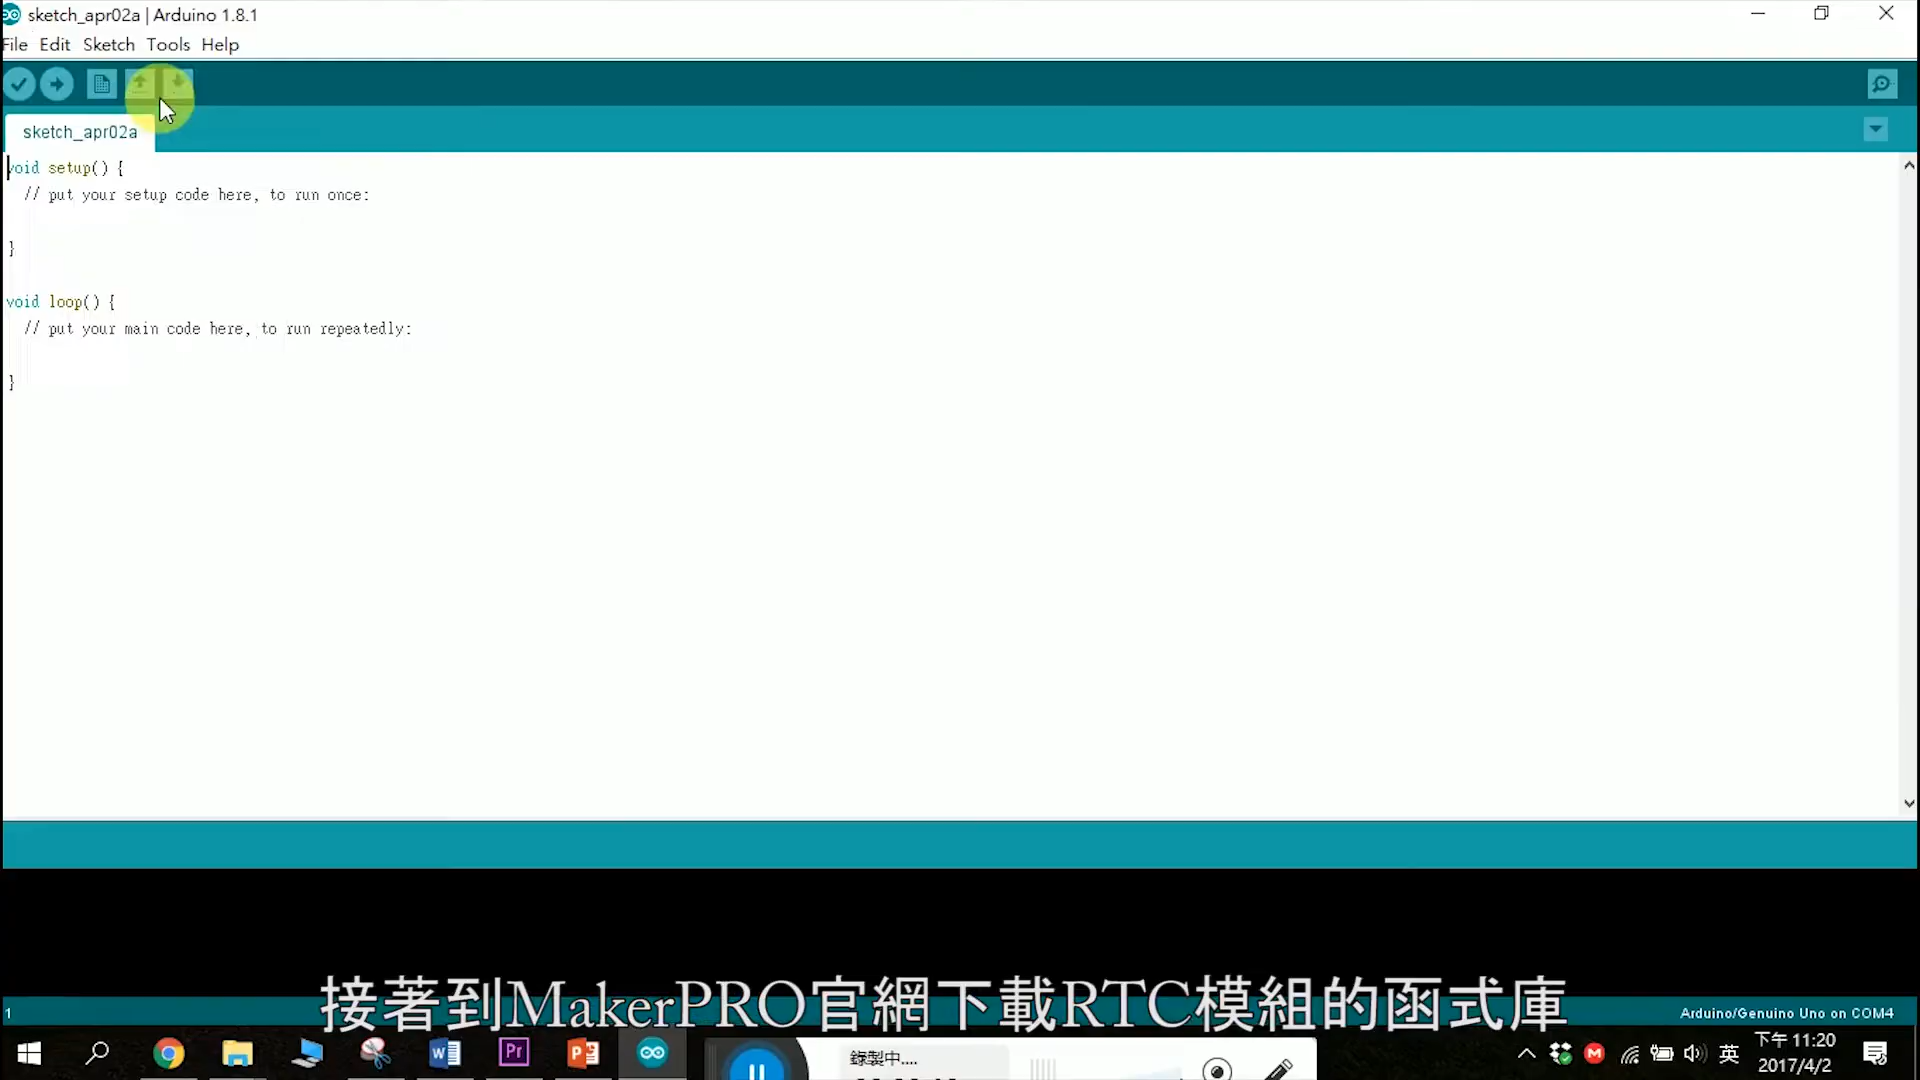 sketch_apr02a | Arduino 1.8.1
File Edit Sketch Tools Help
sketch_apr02a
void setup() {
// put your setup code here, to run once:
}
void loop() {
// put your main code here, to run repeatedly:
}
接著到MakerPRO官網下載RTC模組的函式庫
1
Arduino/Genuino Uno on COM4
錄製中....
英
下午 11:20
2017/4/2